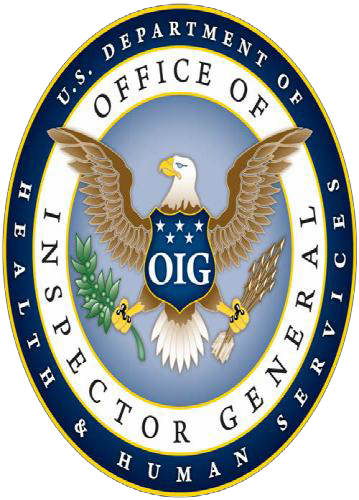 U.S. DEPARTMENT OF
HEALTH & HUMAN SERVICES
OFFICE OF
INSPECTOR GENERAL
OIG